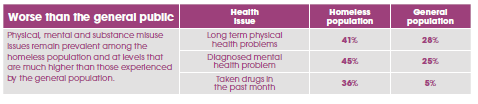 Worse than the general public
Health
issue
Homeless
population
General
population
Physical, mental and substance misuse
issues remain prevalent among the
homeless population and at levels that
are much higher than those experienced
by the general population.
Long term physical
health problems
41%
28%
Diagnosed mental
health problem
45%
25%
Taken drugs in
the past month
36%
5%